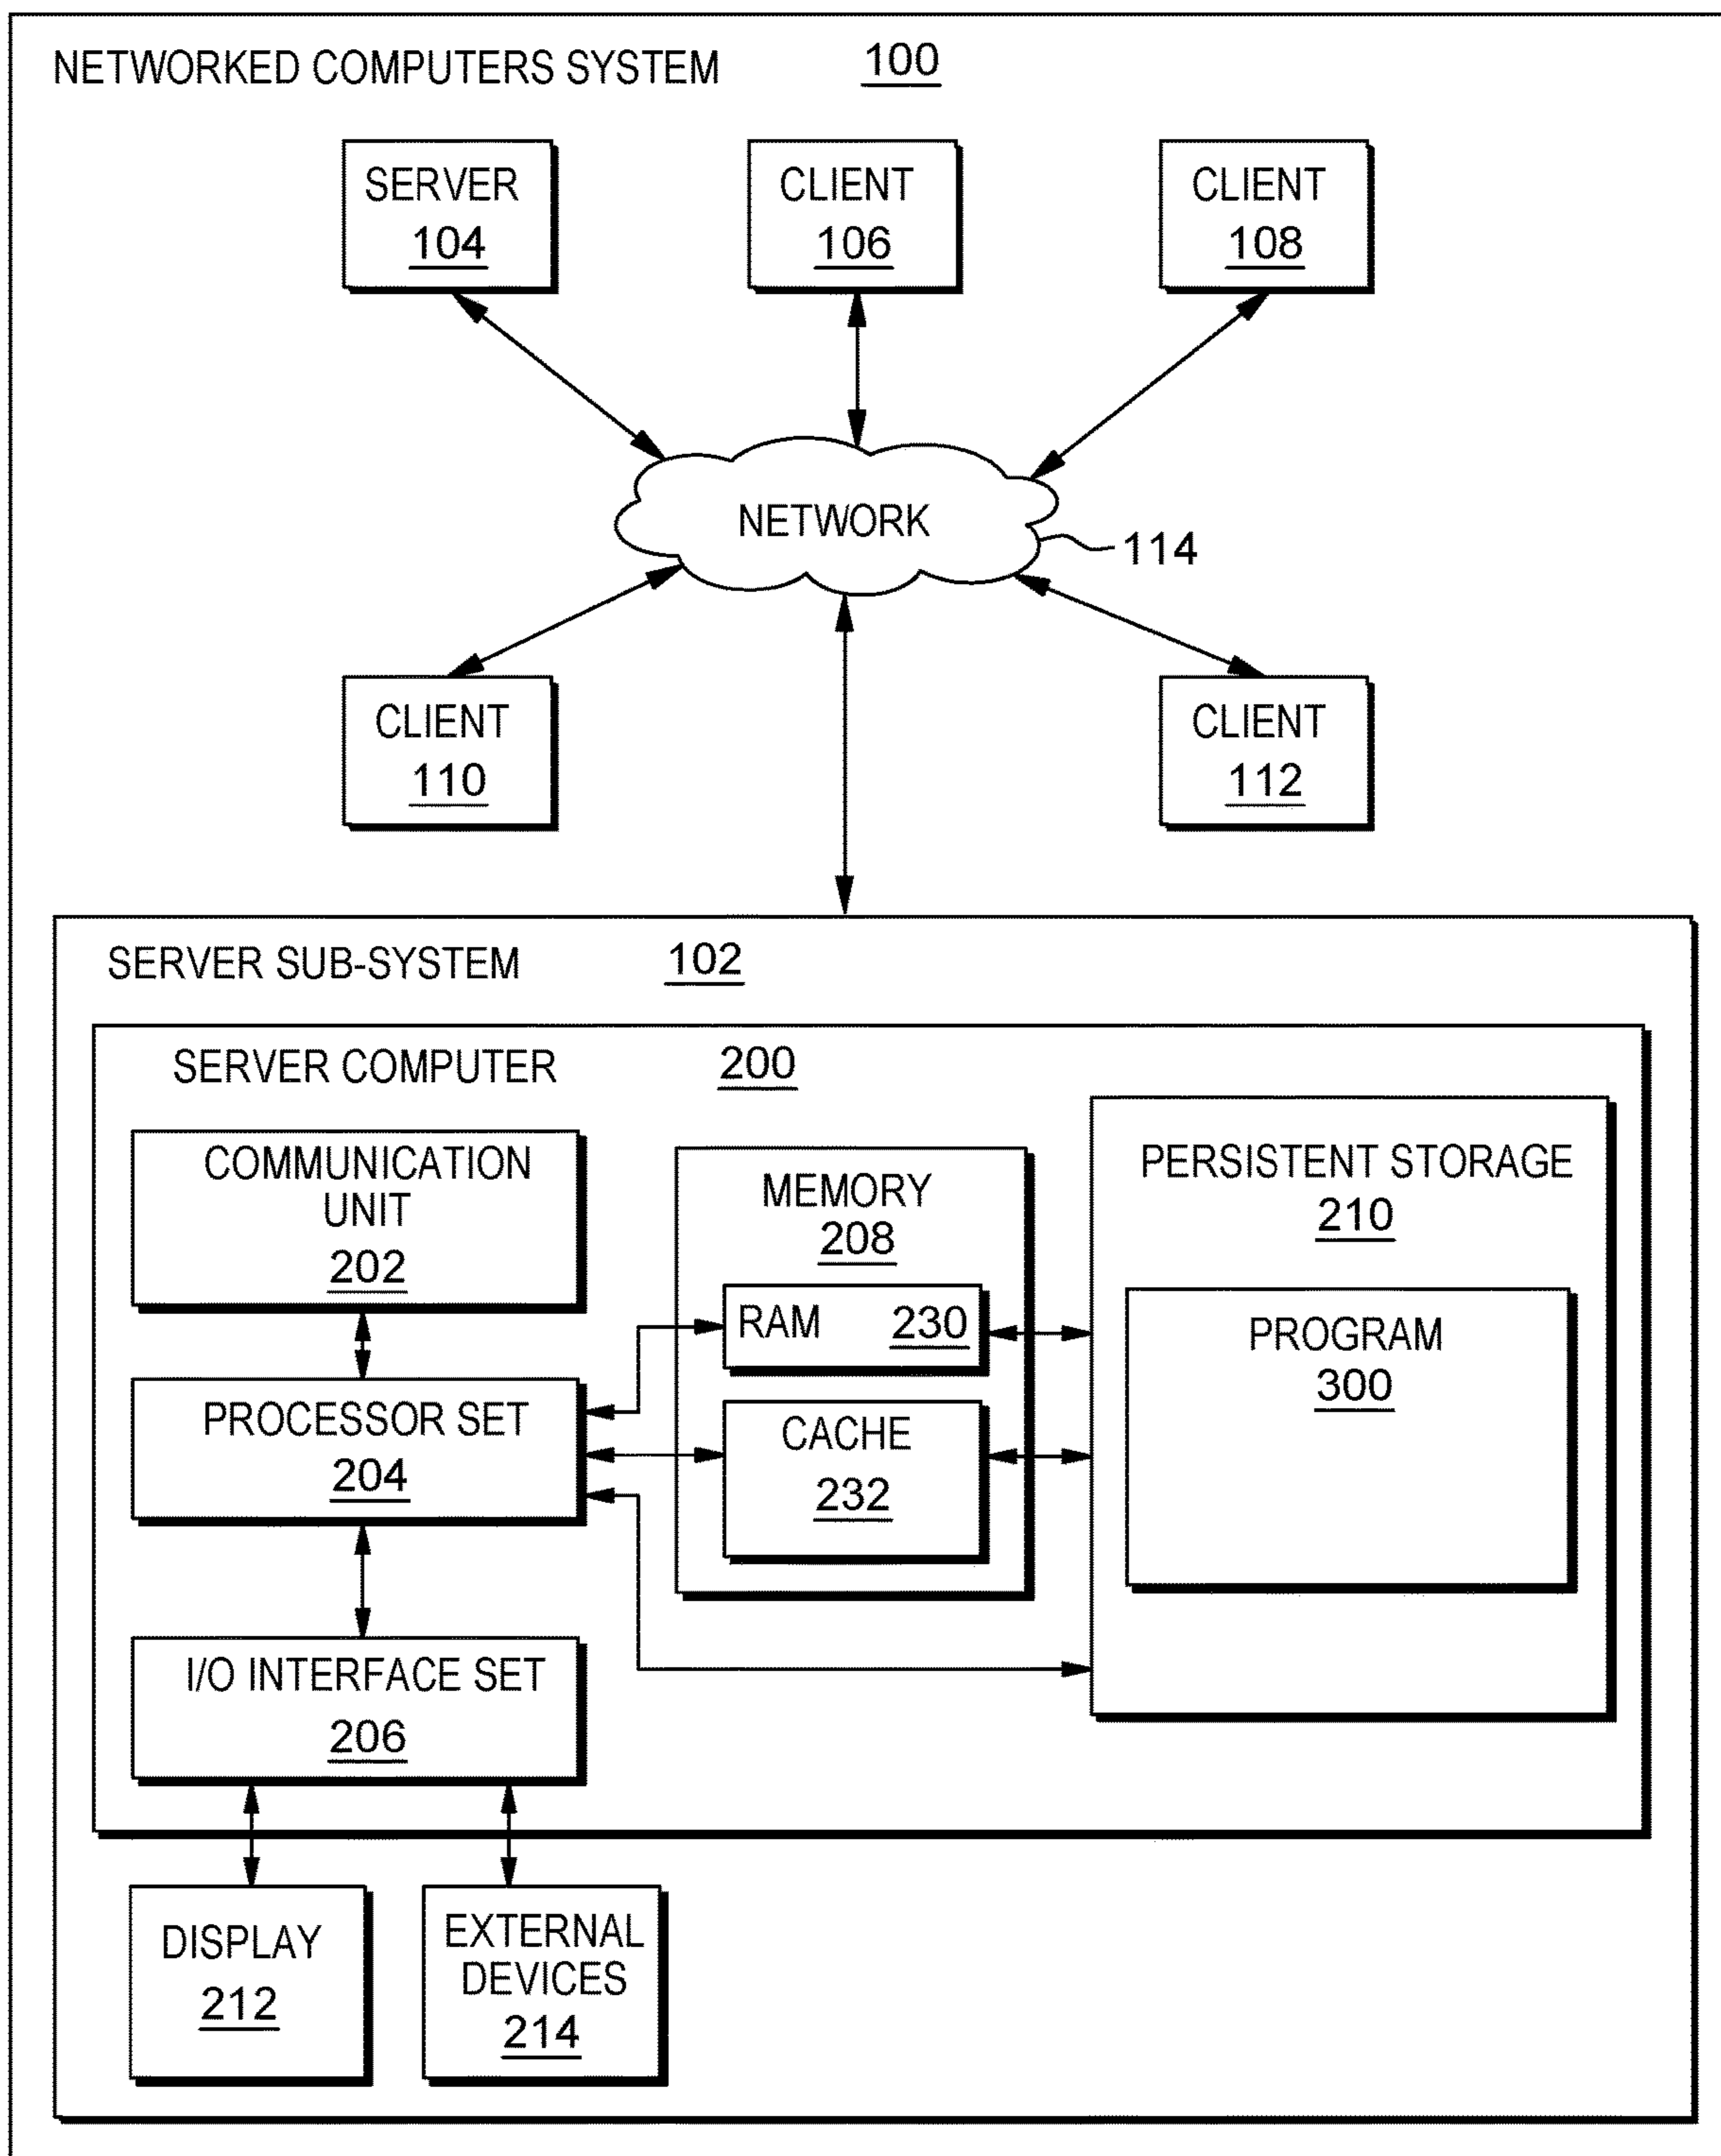 NETWORKED COMPUTERS SYSTEM 100
SERVER
104
CLIENT
106
CLIENT
108
NETWORK
114
CLIENT
110
CLIENT
112
SERVER SUB-SYSTEM 102
SERVER COMPUTER 200
COMMUNICATION
UNIT
202
PROCESSOR SET
204
I/O INTERFACE SET
206
MEMORY
208
RAM 230
CACHE
232
PERSISTENT STORAGE
210
PROGRAM
300
DISPLAY
212
EXTERNAL
DEVICES
214